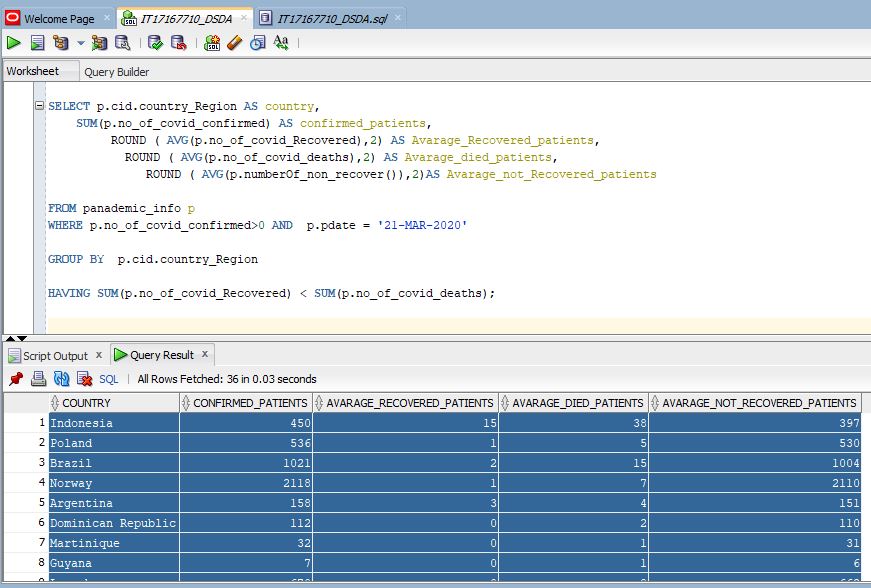 Welcome Page × IT17167710_DSDA × IT17167710_DSDA.sql ×
Worksheet Query Builder
SELECT p.cid.country_Region AS country,
SUM(p.no_of_covid_confirmed) AS confirmed_patients,
ROUND ( AVG(p.no_of_covid_Recovered),2) AS Avarage_Recovered_patients,
ROUND ( AVG(p.no_of_covid_deaths),2) AS Avarage_died_patients,
ROUND ( AVG(p.numberOf_non_recover()),2)AS Avarage_not_Recovered_patients
FROM panademic_info p
WHERE p.no_of_covid_confirmed>0 AND p.pdate = '21-MAR-2020'
GROUP BY p.cid.country_Region
HAVING SUM(p.no_of_covid_Recovered) < SUM(p.no_of_covid_deaths);
Script Output × Query Result ×
SQL | All Rows Fetched: 36 in 0.03 seconds
COUNTRY CONFIRMED_PATIENTS AVARAGE_RECOVERED_PATIENTS AVARAGE_DIED_PATIENTS AVARAGE_NOT_RECOVERED_PATIENTS
1 Indonesia 450 15 38 397
2 Poland 536 1 5 530
3 Brazil 1021 2 15 1004
4 Norway 2118 1 7 2110
5 Argentina 158 3 4 151
6 Dominican Republic 112 0 2 110
7 Martinique 32 0 1 31
8 Guyana 7 0 1 6